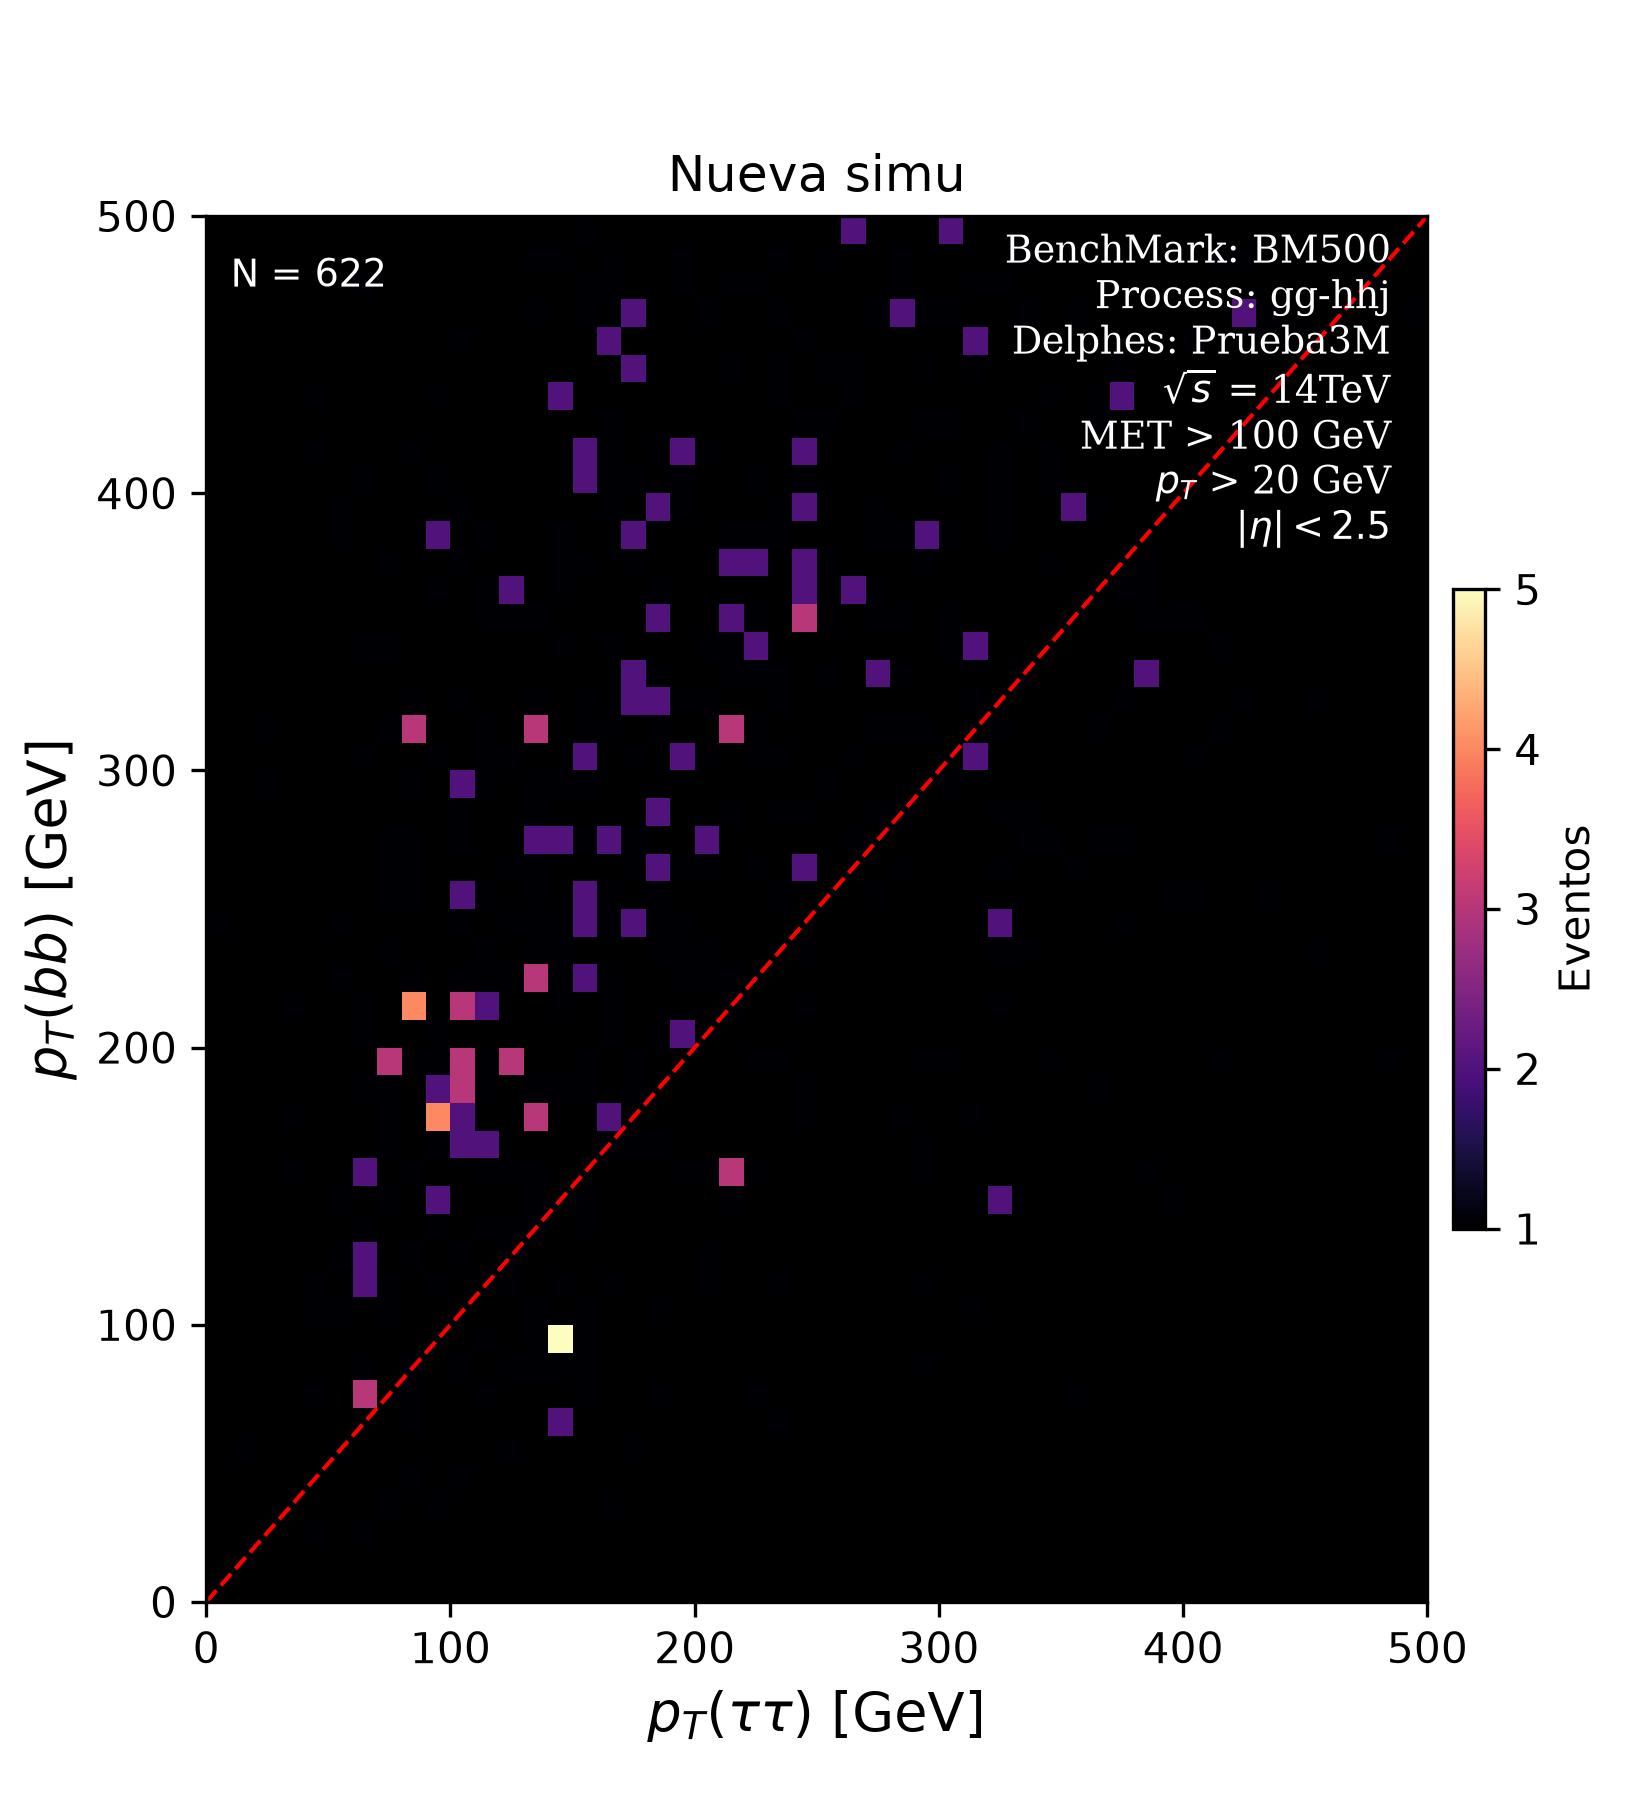 Nueva simu
N = 622
BenchMark: BM500
Process: gg-hhj
Delphes: Prueba3M
√s = 14TeV
MET > 100 GeV
p_T > 20 GeV
|η| < 2.5
500
400
300
200
100
0
p_T(bb) [GeV]
0 100 200 300 400 500
p_T(ττ) [GeV]
5
4
3
2
1
Eventos